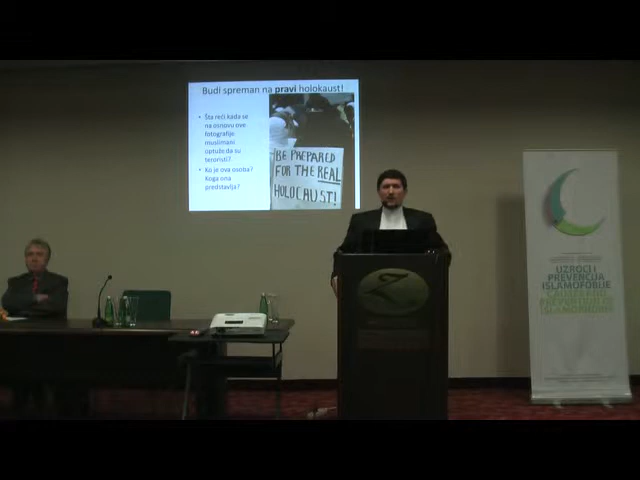 Budi spreman na pravi holokaust!
• Šta reći kada se
na osnovu ove
fotografije
muslimani
optuže da su
teroristi?
• Ko je ova osoba?
Koga ona
predstavlja?
BE PREPARED
FOR THE REAL
HOLOCAUST!
UZROCI I
PREVENCIJA
ISLAMOFOBIJE